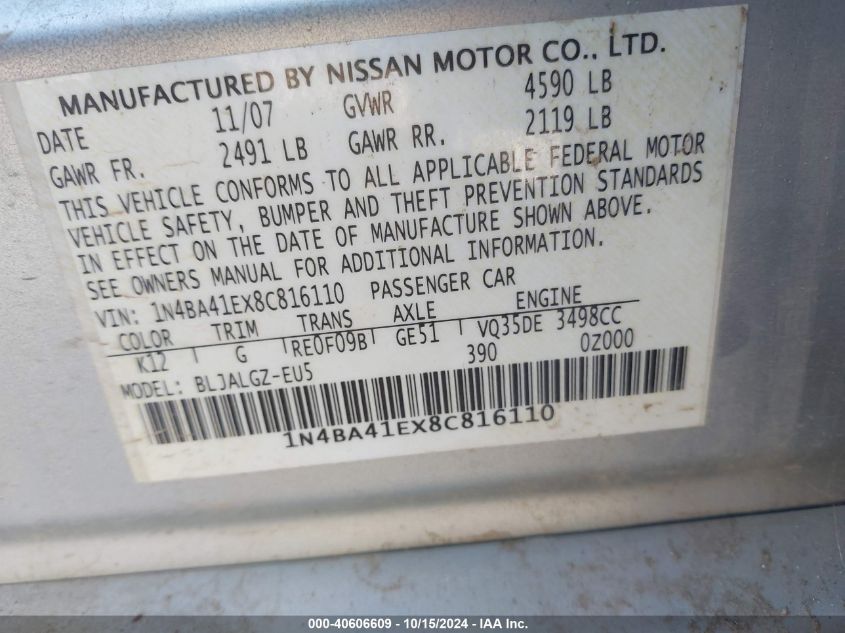 MANUFACTURED BY NISSAN MOTOR CO., LTD.
DATE 11/07 GVWR 4590 LB
GAWR FR. 2491 LB GAWR RR. 2119 LB
THIS VEHICLE CONFORMS TO ALL APPLICABLE FEDERAL MOTOR
VEHICLE SAFETY, BUMPER AND THEFT PREVENTION STANDARDS
IN EFFECT ON THE DATE OF MANUFACTURE SHOWN ABOVE.
SEE OWNERS MANUAL FOR ADDITIONAL INFORMATION.
VIN: 1N4BA41EX8C816110 PASSENGER CAR
COLOR TRIM TRANS AXLE ENGINE
K12 G RE0F09B GE51 VQ35DE 3498CC
MODEL: BLJALGZ-EU5 390 0Z000
1N4BA41EX8C816110
000-40606609 - 10/15/2024 - IAA Inc.